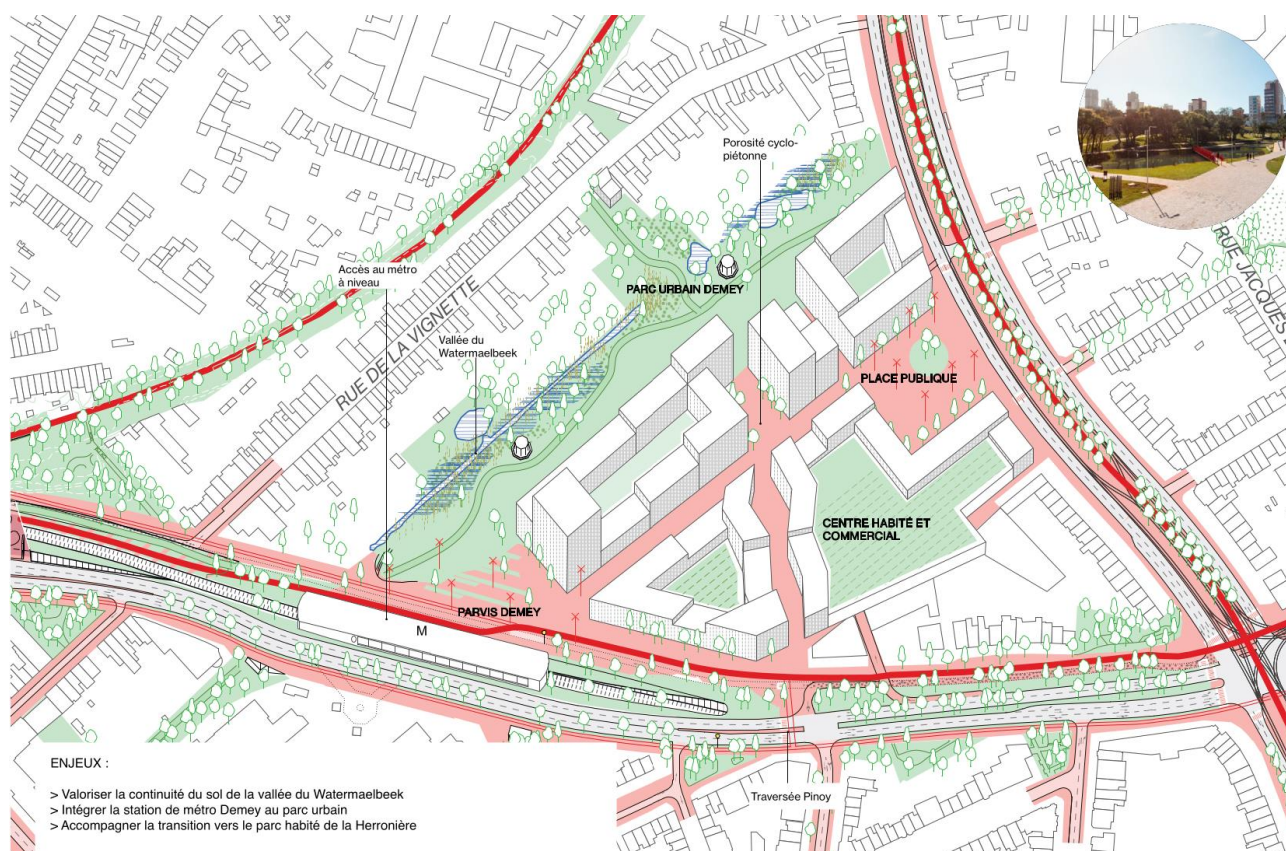 Porosité cyclo-
piétonne
Accès au métro
à niveau
RUE DE LA VIGNETTE
Vallée du
Watermaelbeek
PARC URBAIN DEMEY
PLACE PUBLIQUE
RUE JACQUES
CENTRE HABITÉ ET
COMMERCIAL
PARVIS DEMEY
M
Traversée Pinoy
ENJEUX :
> Valoriser la continuité du sol de la vallée du Watermaelbeek
> Intégrer la station de métro Demey au parc urbain
> Accompagner la transition vers le parc habité de la Herronière